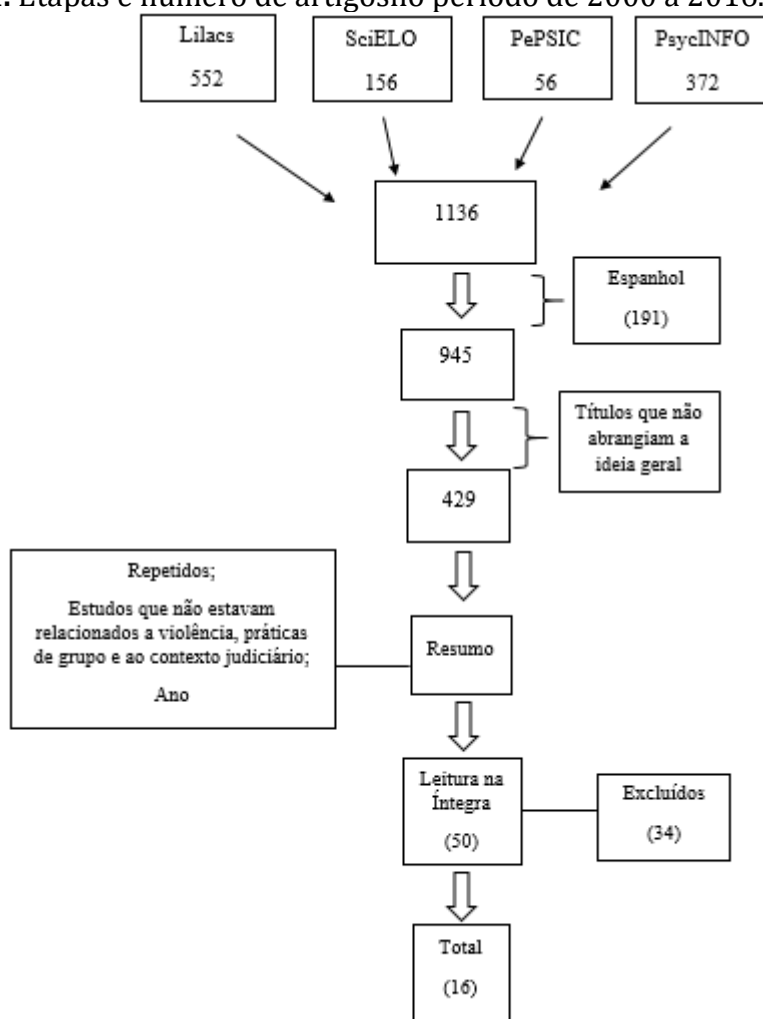 . Etapas e número de artigosno período de 2000 a 2016.
Lilacs
552
SciELO
156
PePSIC
56
PsycINFO
372
1136
Espanhol
(191)
945
Títulos que não
abrangiam a
ideia geral
429
Repetidos;
Estudos que não estavam
relacionados a violência, práticas
de grupo e ao contexto judiciário;
Ano
Resumo
Leitura na
Íntegra
(50)
Excluídos
(34)
Total
(16)